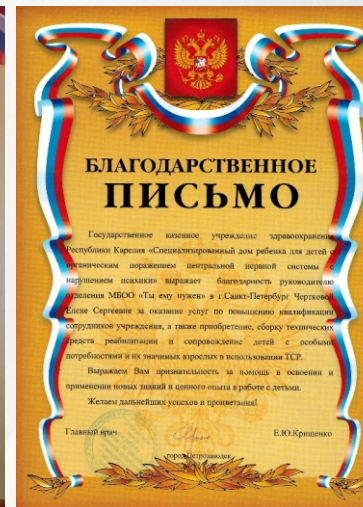 БЛАГОДАРСТВЕННОЕ
ПИСЬМО
Государственное казенное учреждение здравоохранения
Республики Карелия «Специализированный дом ребенка для детей с
органическим поражением центральной нервной системы с
нарушением психики» выражает благодарность руководителю
отделения МБОО «Ты ему нужен» в г.Санкт-Петербург Чертковой
Елене Сергеевне за оказание услуг по повышению квалификации
сотрудников учреждения, а также приобретение, сборку технических
средств реабилитации и сопровождение детей с особыми
потребностями и их значимых взрослых в использовании ТСР.
Выражаем Вам признательность за помощь в освоении и
применении новых знаний и ценного опыта в работе с детьми.
Желаем дальнейших успехов и процветания!
Главный врач Е.Ю.Крищенко
город Петрозаводск